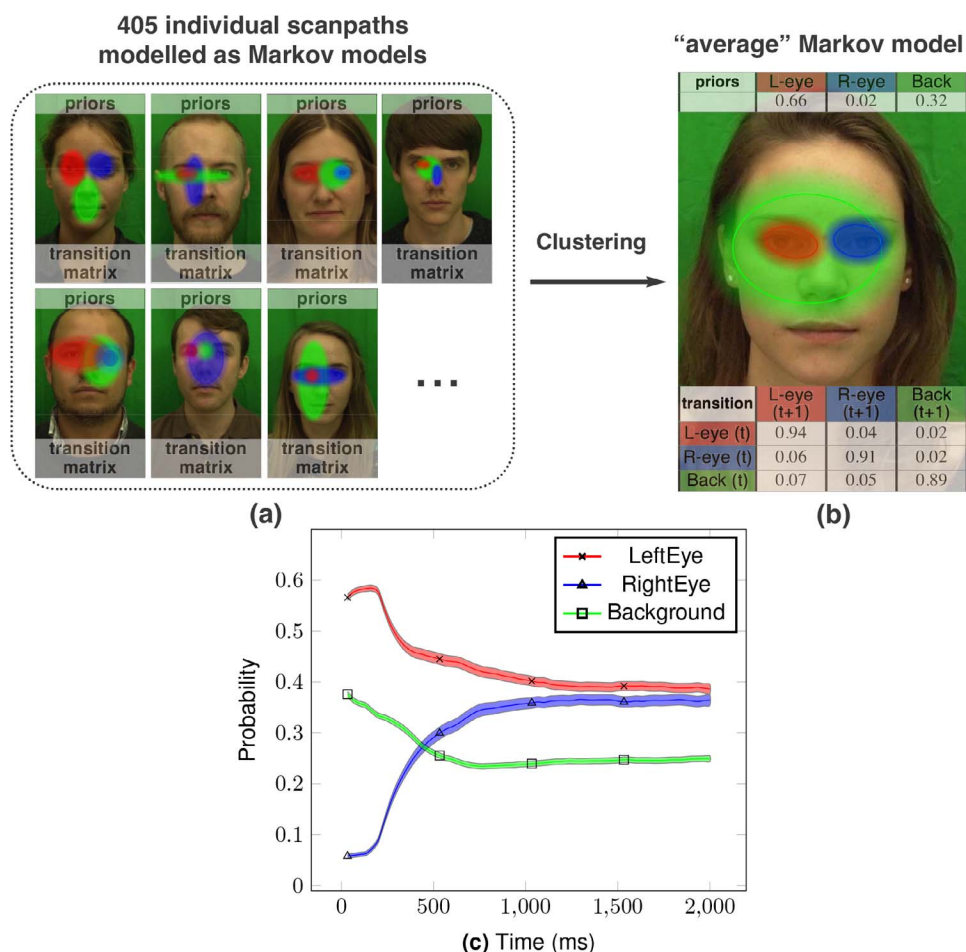 405 individual scanpaths
modelled as Markov models
priors priors priors priors
transition matrix transition matrix transition matrix transition matrix
priors priors priors
transition matrix transition matrix transition matrix
...
(a)
Clustering
“average” Markov model
priors L-eye R-eye Back
0.66 0.02 0.32
transition L-eye (t+1) R-eye (t+1) Back (t+1)
L-eye (t) 0.94 0.04 0.02
R-eye (t) 0.06 0.91 0.02
Back (t) 0.07 0.05 0.89
(b)
LeftEye
RightEye
Background
Probability
0.6
0.5
0.4
0.3
0.2
0.1
0
0 500 1,000 1,500 2,000
(c) Time (ms)